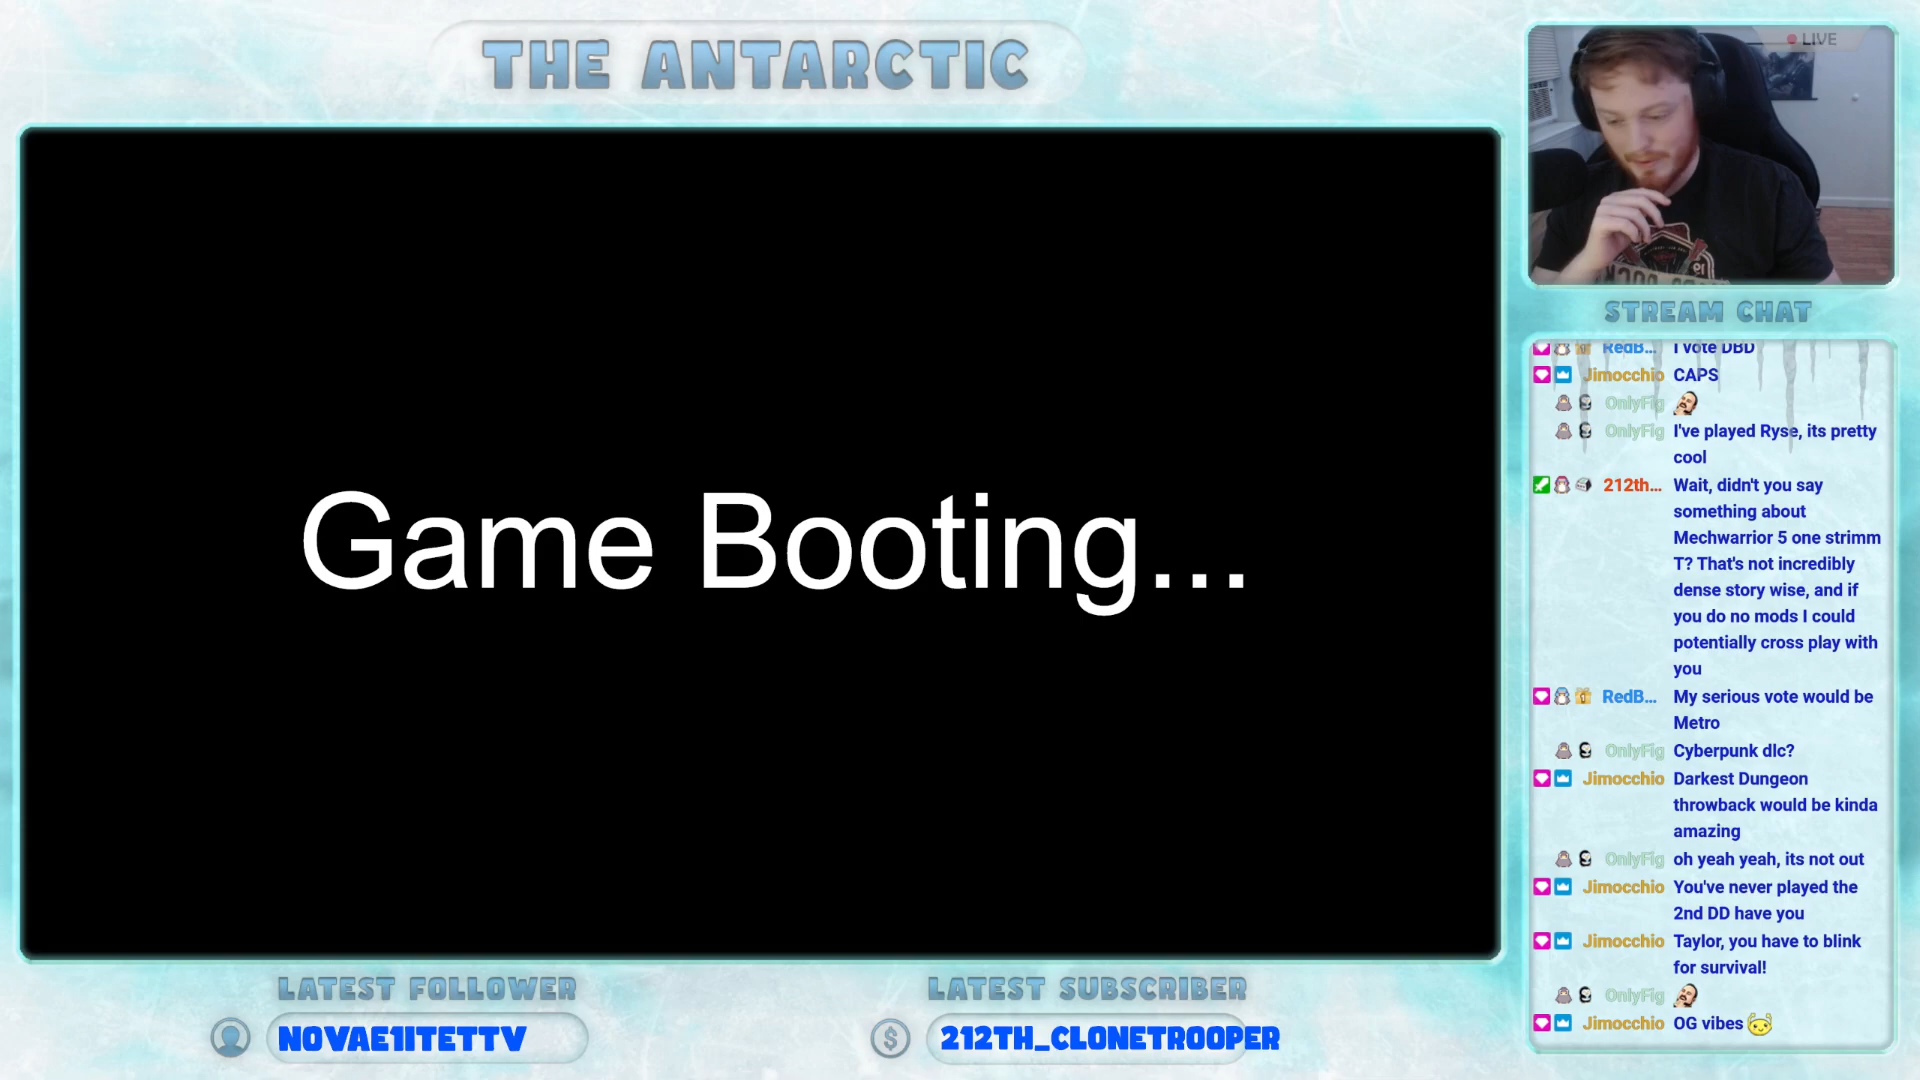 THE ANTARCTIC
LIVE
Game Booting...
STREAM CHAT
RedB... I vote DBD
Jimocchio CAPS
OnlyFig
OnlyFig I've played Ryse, its pretty
cool
212th... Wait, didn't you say
something about
Mechwarrior 5 one strimm
T? That's not incredibly
dense story wise, and if
you do no mods I could
potentially cross play with
you
RedB... My serious vote would be
Metro
OnlyFig Cyberpunk dlc?
Jimocchio Darkest Dungeon
throwback would be kinda
amazing
OnlyFig oh yeah yeah, its not out
Jimocchio You've never played the
2nd DD have you
Jimocchio Taylor, you have to blink
for survival!
OnlyFig
Jimocchio OG vibes
LATEST FOLLOWER
NOVAE1ITETTV
LATEST SUBSCRIBER
$ 212TH_CLONETROOPER